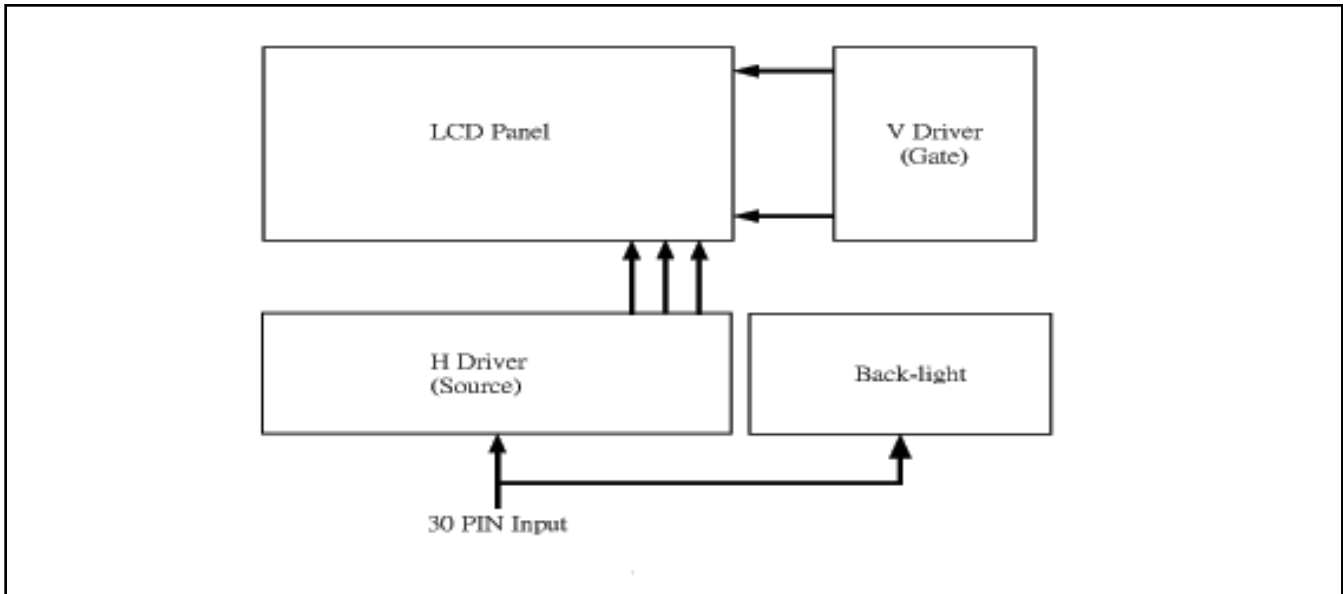 LCD Panel
V Driver
(Gate)
H Driver
(Source)
Back-light
30 PIN Input